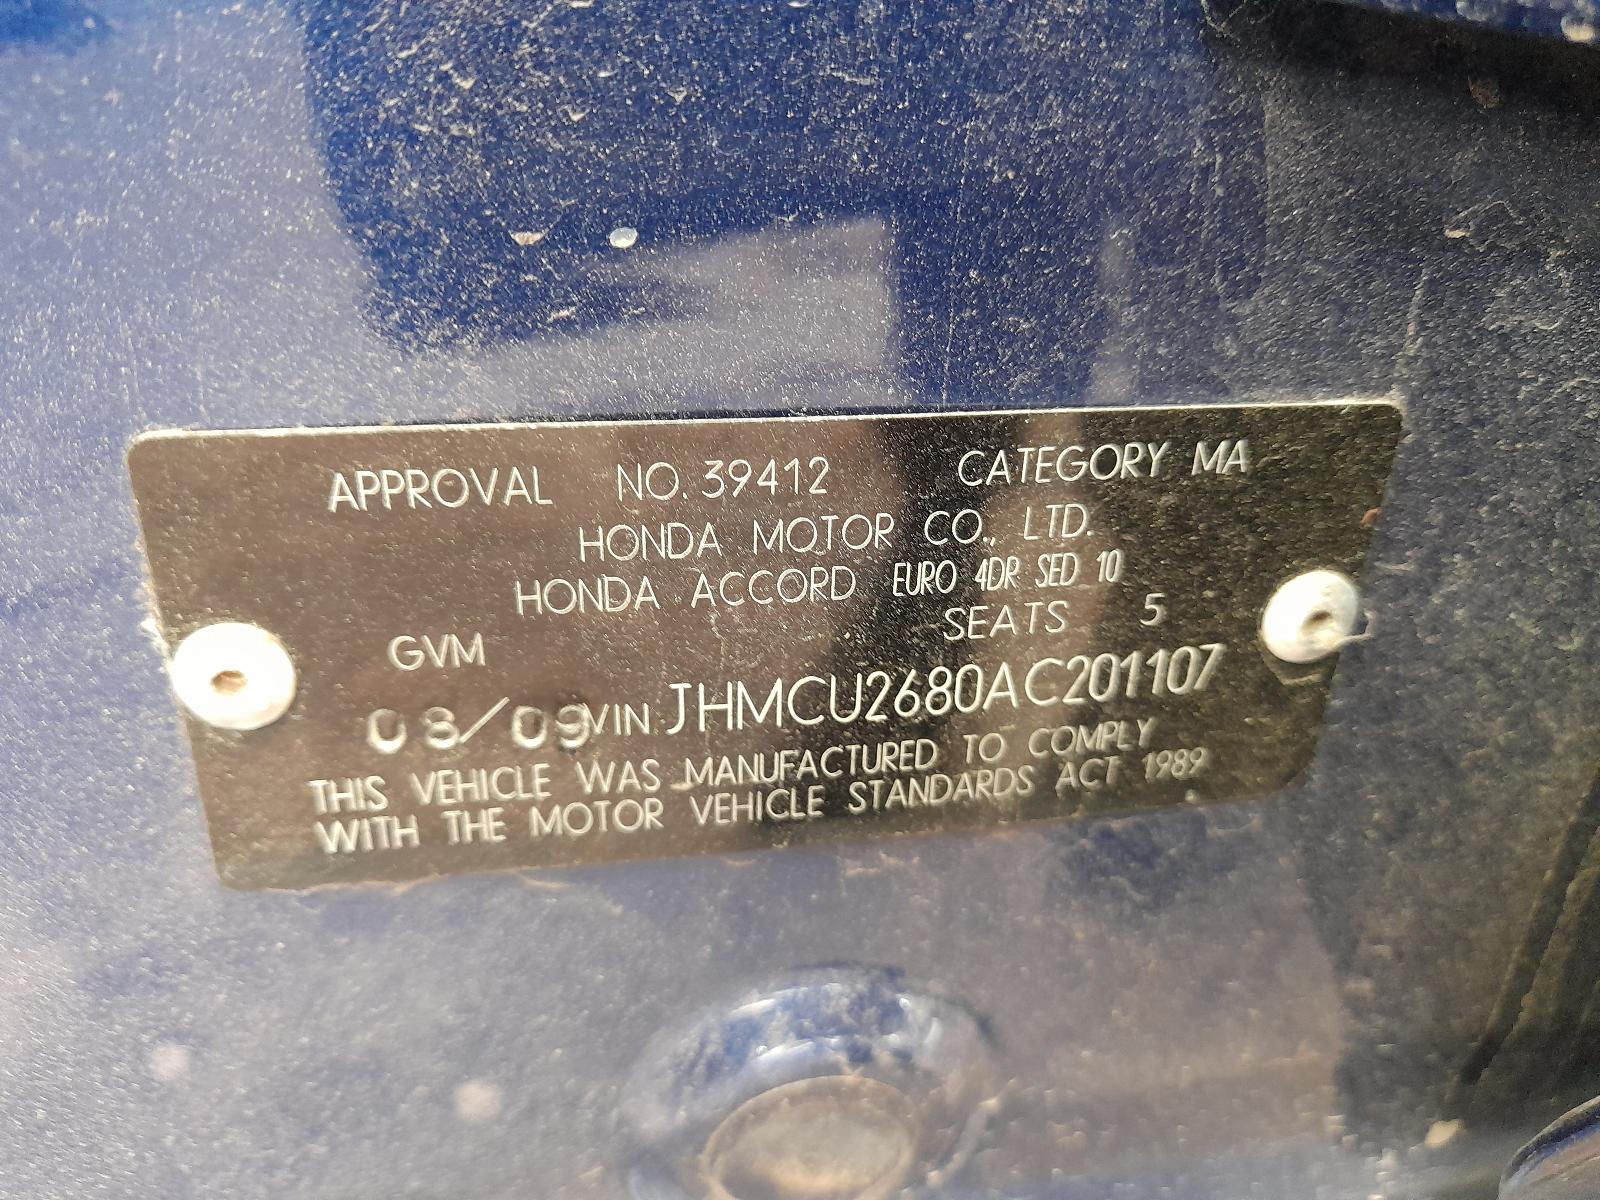 APPROVAL NO. 39412 CATEGORY MA
HONDA MOTOR CO., LTD.
HONDA ACCORD EURO 4DR SED 10
GVM SEATS 5
08/09 VIN JHMCU2680AC201107
THIS VEHICLE WAS MANUFACTURED TO COMPLY
WITH THE MOTOR VEHICLE STANDARDS ACT 1989